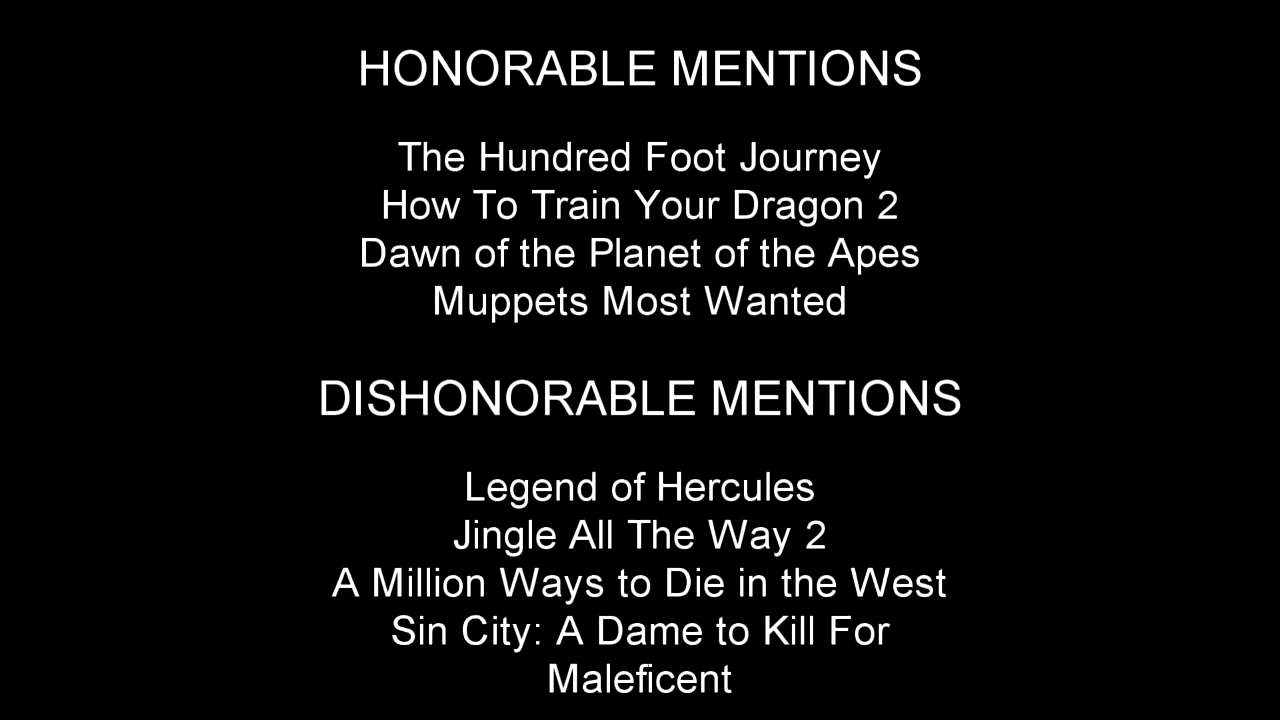 HONORABLE MENTIONS
The Hundred Foot Journey
How To Train Your Dragon 2
Dawn of the Planet of the Apes
Muppets Most Wanted
DISHONORABLE MENTIONS
Legend of Hercules
Jingle All The Way 2
A Million Ways to Die in the West
Sin City: A Dame to Kill For
Maleficent